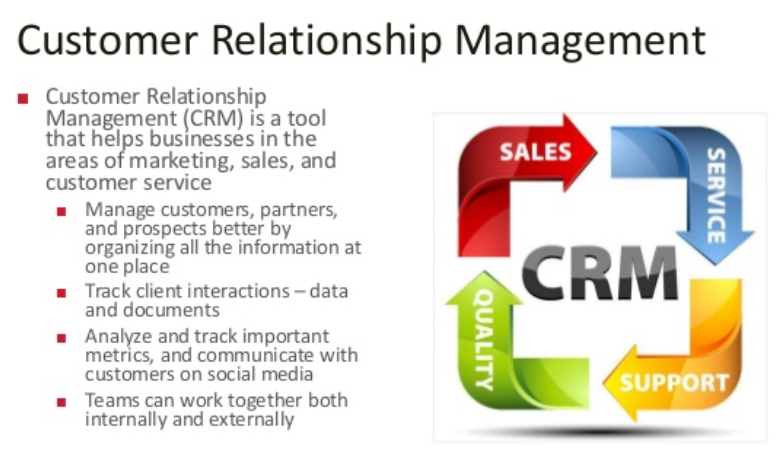 Customer Relationship Management
■ Customer Relationship
Management (CRM) is a tool
that helps businesses in the
areas of marketing, sales, and
customer service
■ Manage customers, partners,
and prospects better by
organizing all the information at
one place
■ Track client interactions – data
and documents
■ Analyze and track important
metrics, and communicate with
customers on social media
■ Teams can work together both
internally and externally
SALES
SERVICE
CRM
QUALITY
SUPPORT